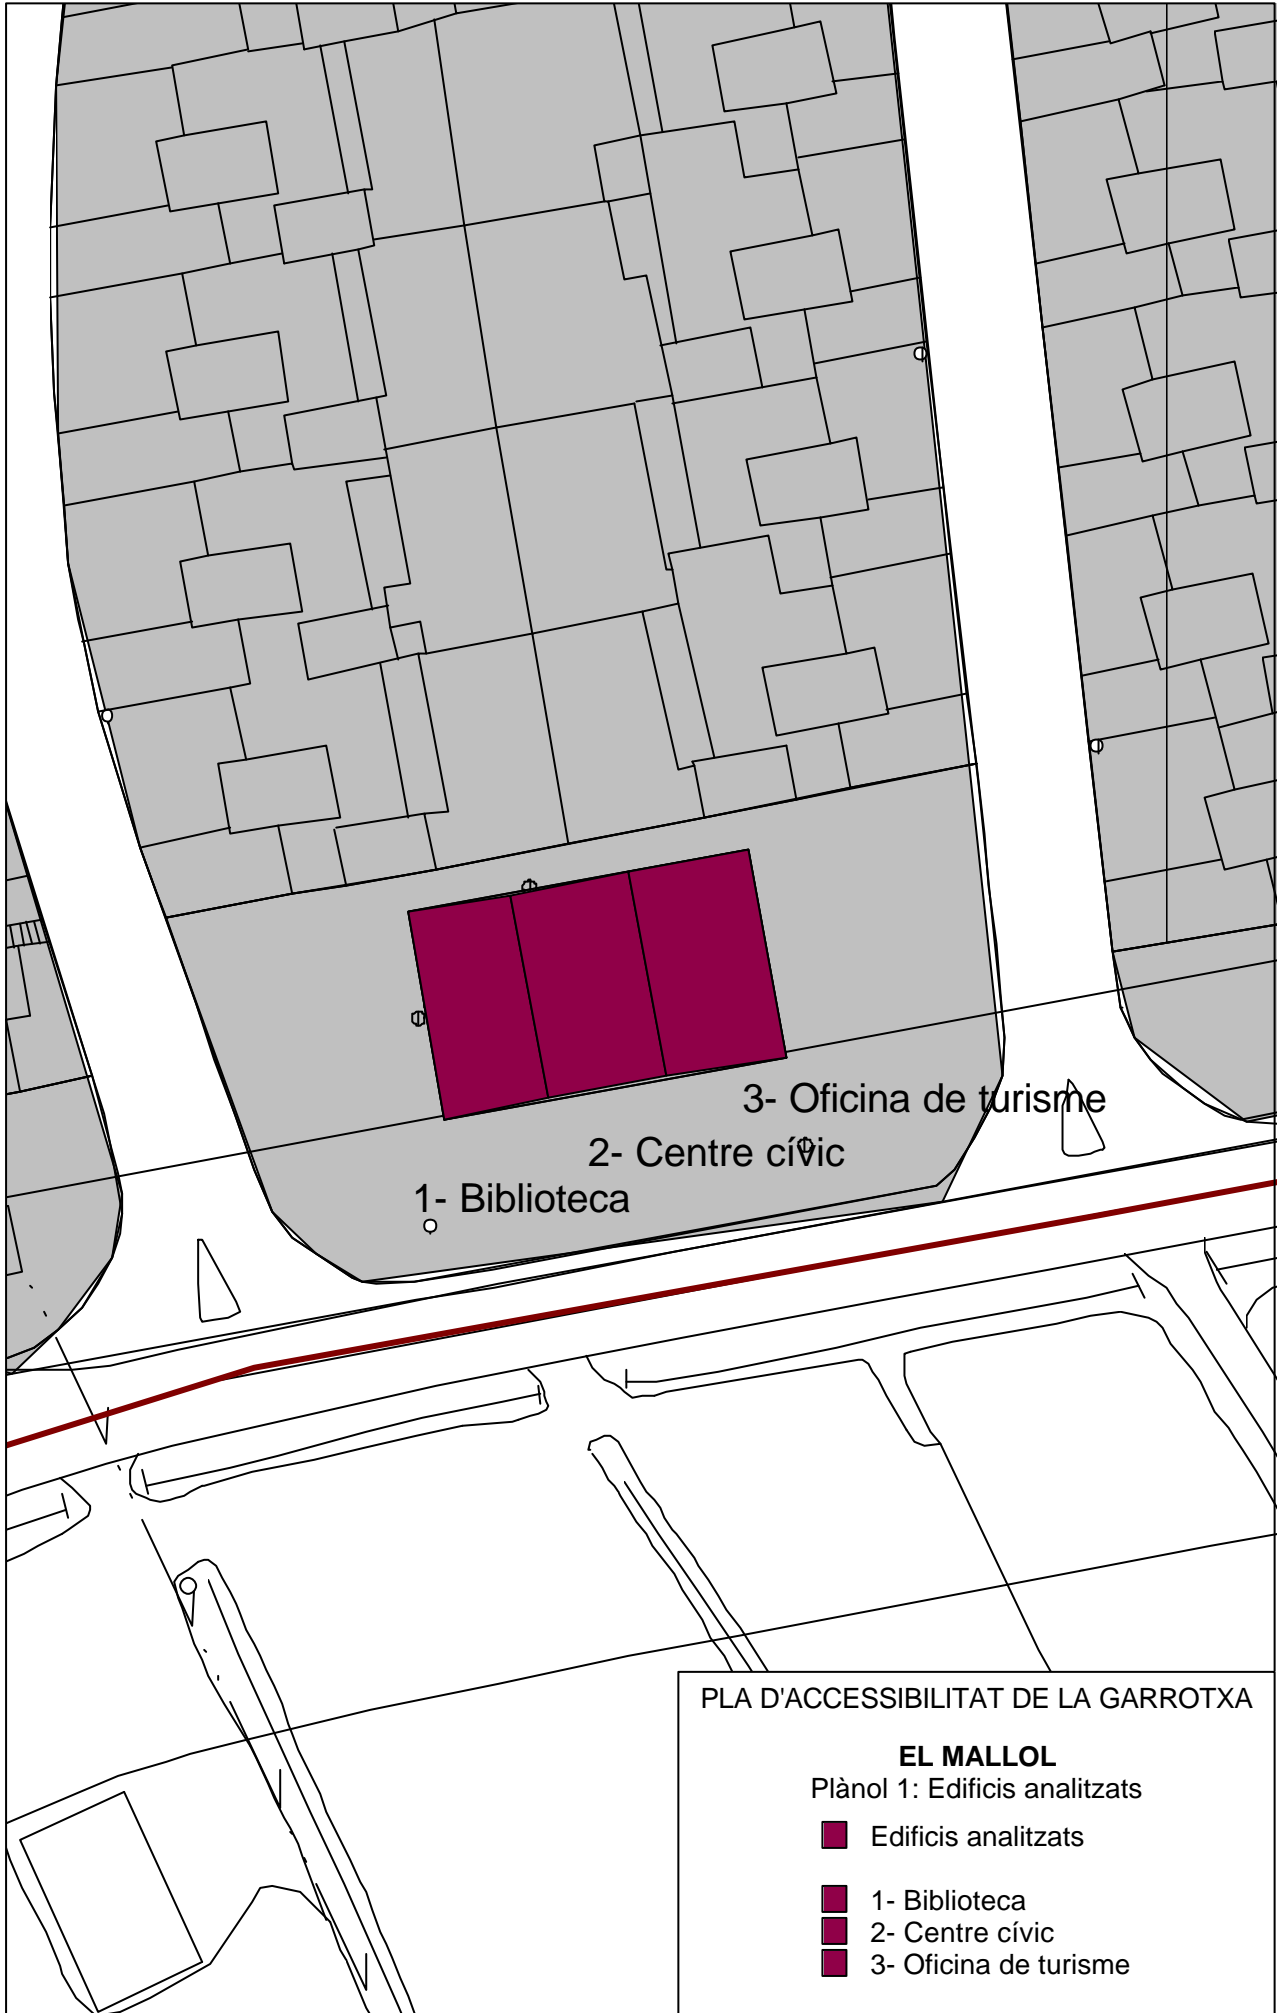 3- Oficina de turisme
2- Centre cívic
1- Biblioteca
PLA D'ACCESSIBILITAT DE LA GARROTXA
EL MALLOL
Plànol 1: Edificis analitzats
Edificis analitzats
1- Biblioteca
2- Centre cívic
3- Oficina de turisme